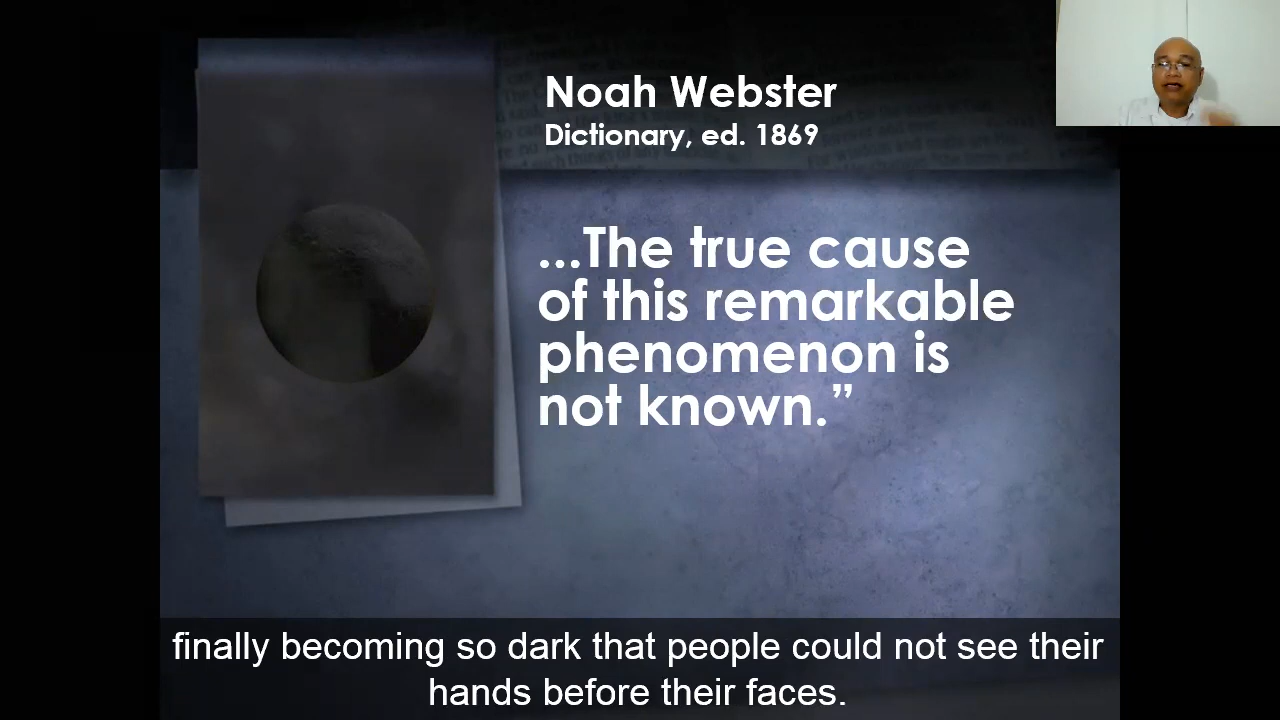 Noah Webster
Dictionary, ed. 1869
...The true cause
of this remarkable
phenomenon is
not known.”
finally becoming so dark that people could not see their
hands before their faces.